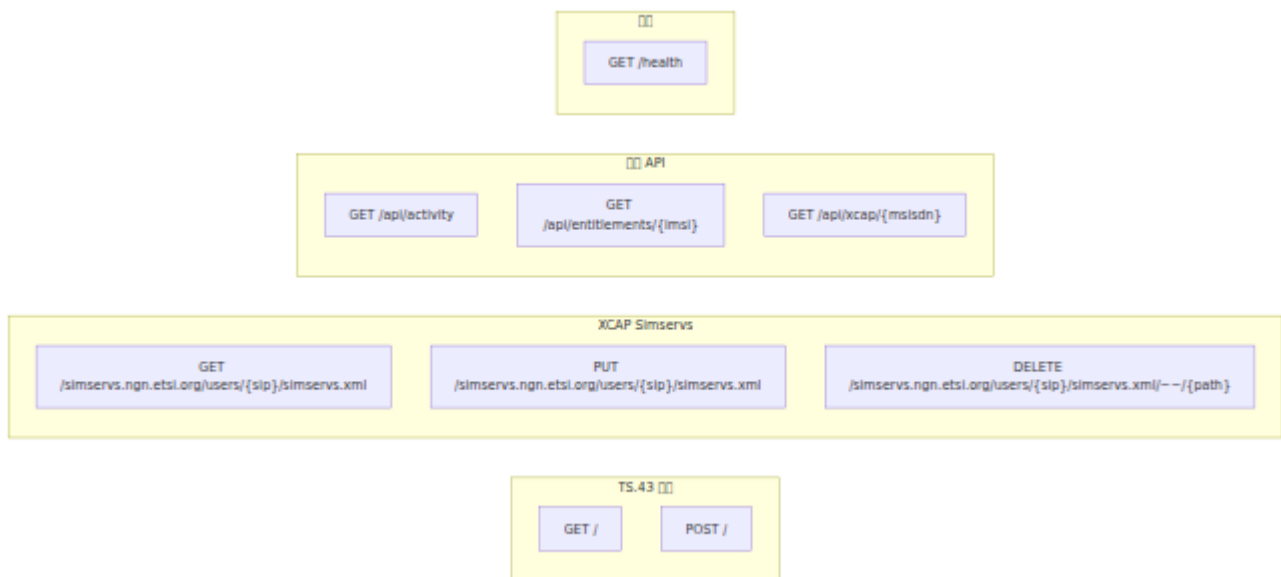 GET /health
API
GET /api/activity
GET
/api/entitlements/{imsi}
GET /api/xcap/{msisdn}
XCAP Simservs
GET
/simservs.ngn.etsi.org/users/{sip}/simservs.xml
PUT
/simservs.ngn.etsi.org/users/{sip}/simservs.xml
DELETE
/simservs.ngn.etsi.org/users/{sip}/simservs.xml/~~/{path}
TS.43
GET /
POST /